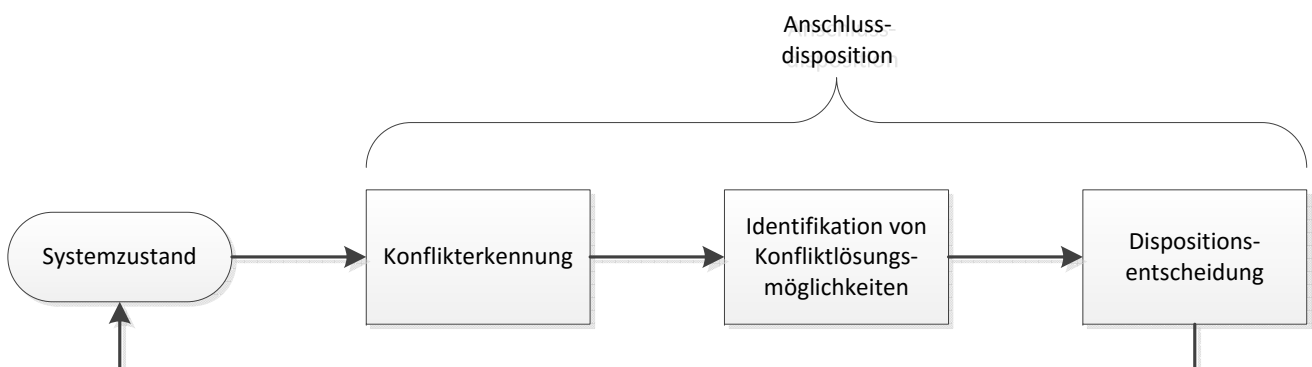 Anschluss-
disposition
Systemzustand
Konflikterkennung
Identifikation von
Konfliktlösungs-
möglichkeiten
Dispositions-
entscheidung